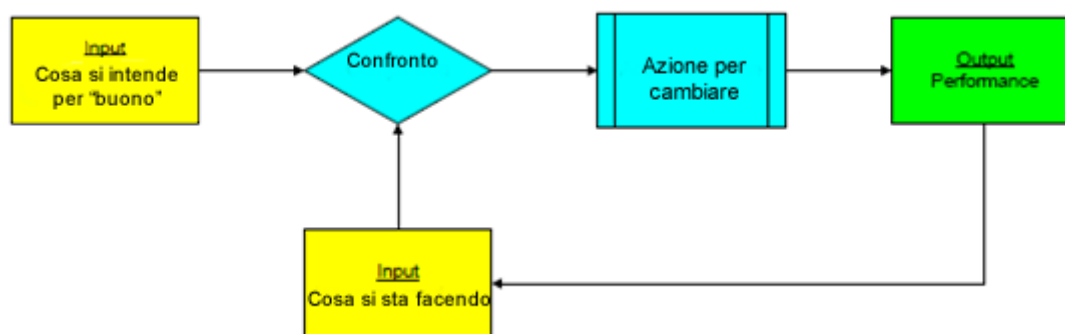 Input
Cosa si intende
per “buono”
Confronto
Azione per
cambiare
Output
Performance
Input
Cosa si sta facendo